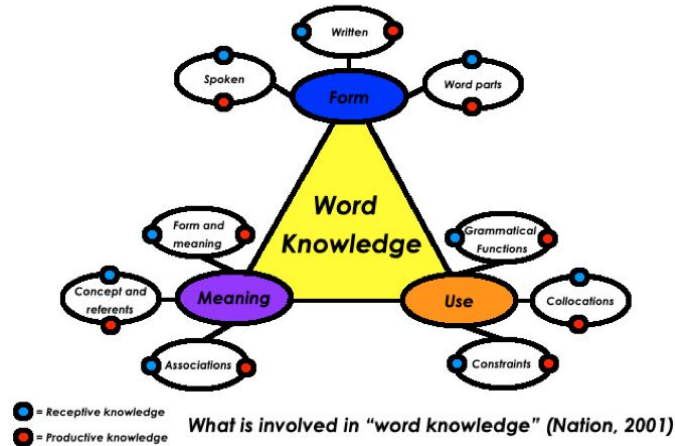 Written
Spoken
Word parts
Form
Word
Knowledge
Form and
meaning
Grammatical
Functions
Concept and
referents
Meaning
Use
Collocations
Associations
Constraints
= Receptive knowledge
= Productive knowledge
What is involved in “word knowledge” (Nation, 2001)